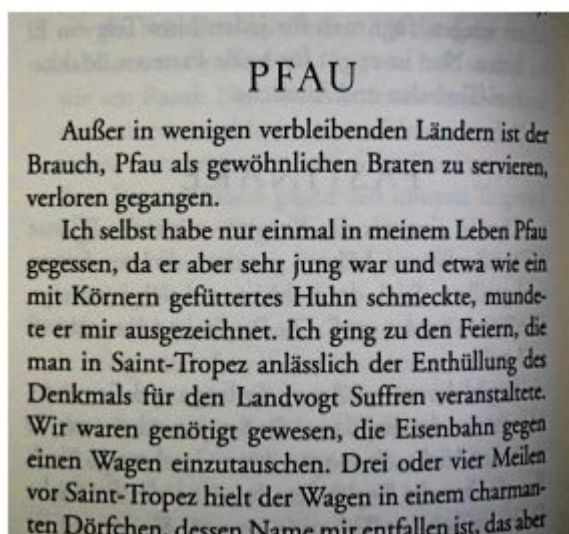 PFAU
Außer in wenigen verbleibenden Ländern ist der
Brauch, Pfau als gewöhnlichen Braten zu servieren,
verloren gegangen.
Ich selbst habe nur einmal in meinem Leben Pfau
gegessen, da er aber sehr jung war und etwa wie ein
mit Körnern gefüttertes Huhn schmeckte, munde-
te er mir ausgezeichnet. Ich ging zu den Feiern, die
man in Saint-Tropez anlässlich der Enthüllung des
Denkmals für den Landvogt Suffren veranstaltete.
Wir waren genötigt gewesen, die Eisenbahn gegen
einen Wagen einzutauschen. Drei oder vier Meilen
vor Saint-Tropez hielt der Wagen in einem charman-
ten Dörfchen, dessen Name mir entfallen ist, das aber